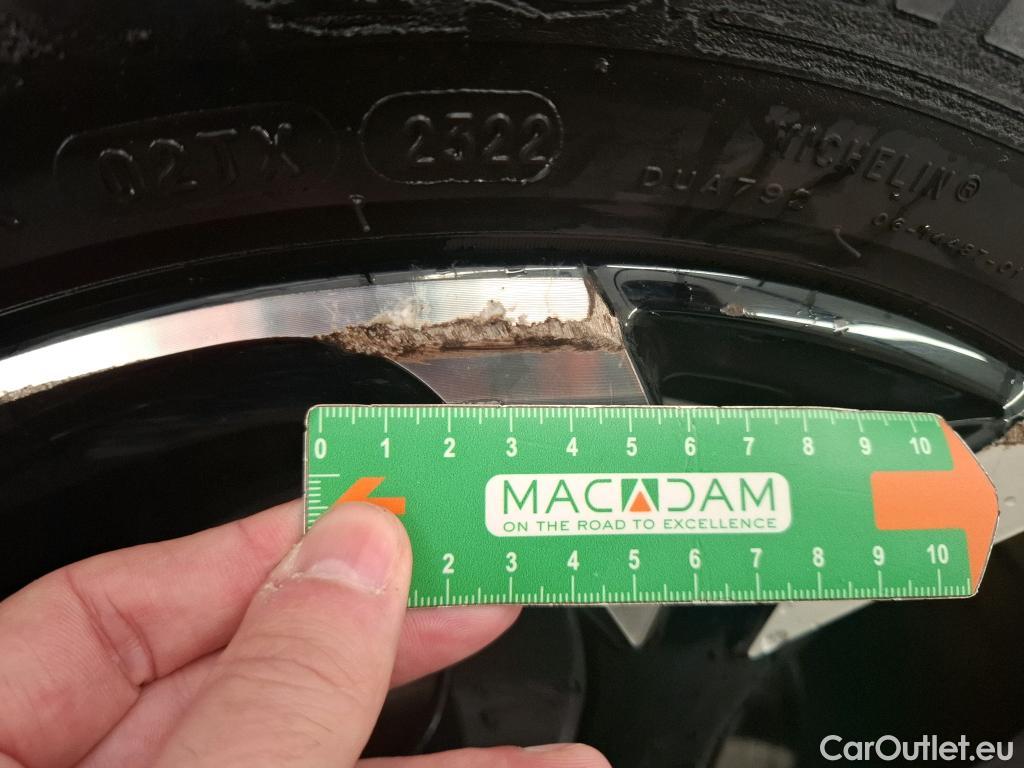 02TX 2322
MICHELIN®
DUA792
06-
0 1 2 3 4 5 6 7 8 9 10
MACADAM
ON THE ROAD TO EXCELLENCE
2 3 4 5 6 7 8 9 10
CarOutlet.eu